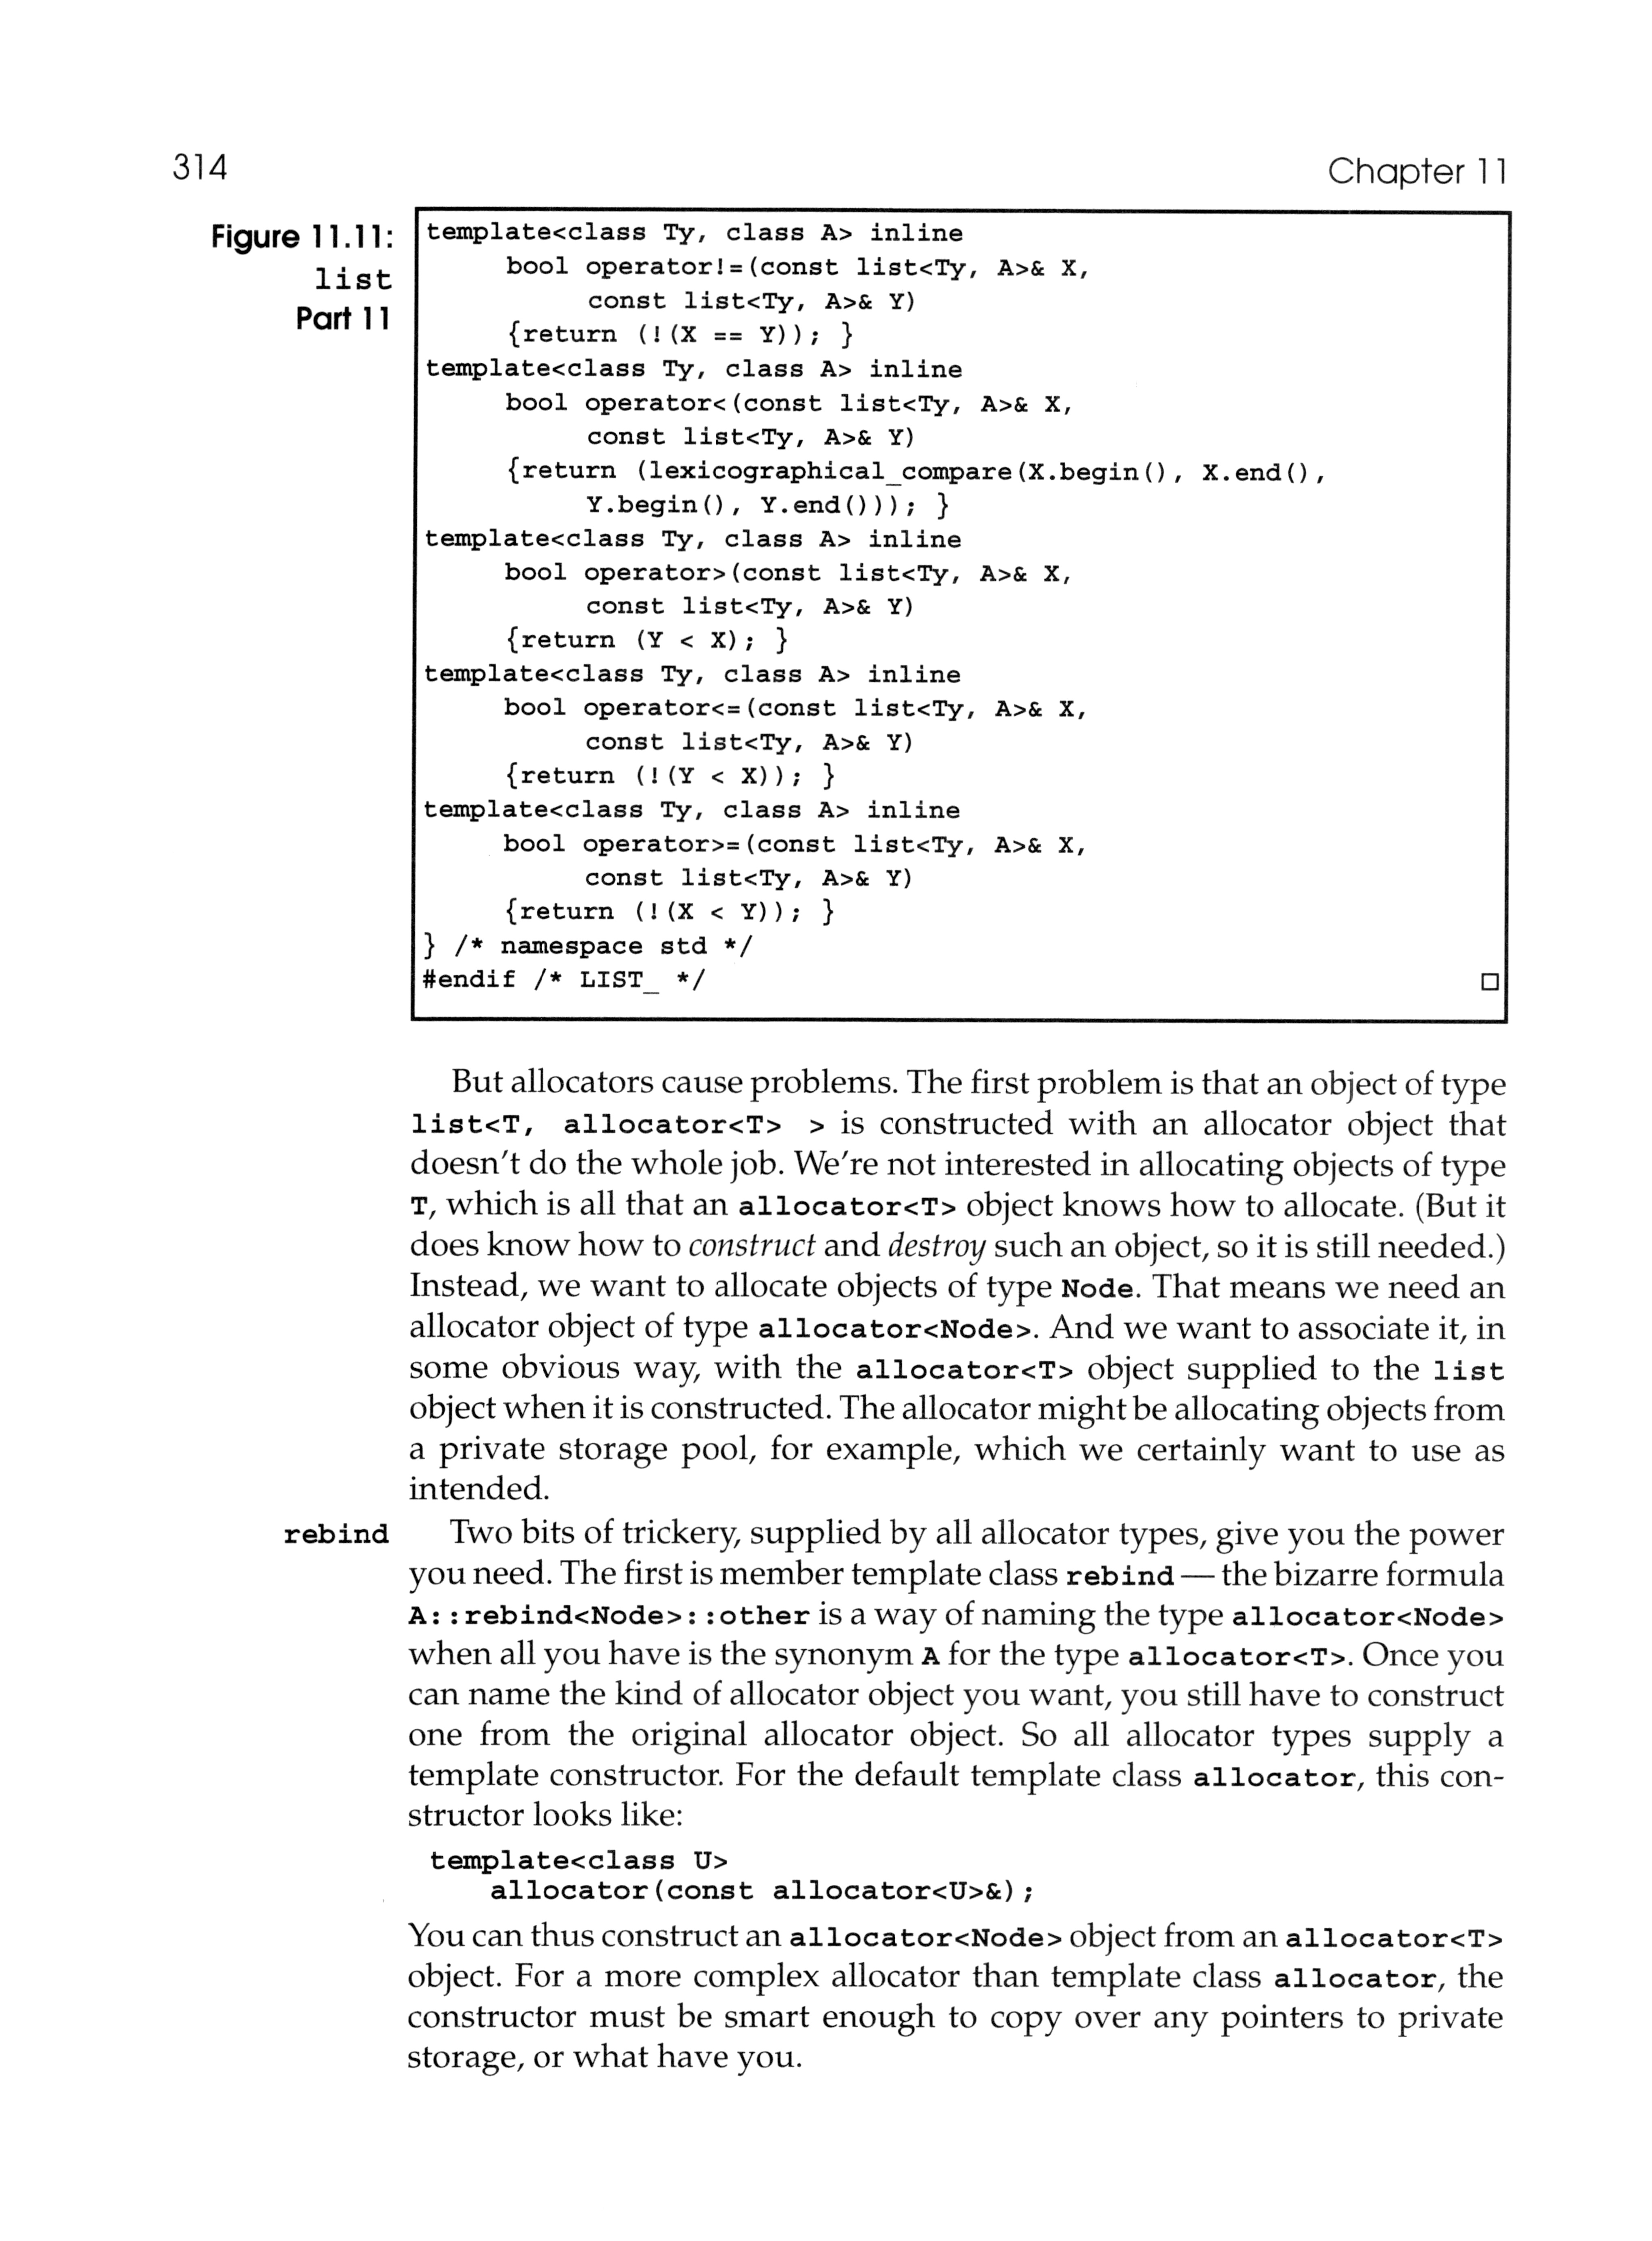 314
Chapter 11
Figure 11.11:
list
Part 11
template<class Ty, class A> inline
bool operator!=(const list<Ty, A>& X,
const list<Ty, A>& Y)
{return (!(X == Y)); }
template<class Ty, class A> inline
bool operator<(const list<Ty, A>& X,
const list<Ty, A>& Y)
{return (lexicographical_compare(X.begin(), X.end(),
Y.begin(), Y.end())); }
template<class Ty, class A> inline
bool operator>(const list<Ty, A>& X,
const list<Ty, A>& Y)
{return (Y < X); }
template<class Ty, class A> inline
bool operator<=(const list<Ty, A>& X,
const list<Ty, A>& Y)
{return (!(Y < X)); }
template<class Ty, class A> inline
bool operator>=(const list<Ty, A>& X,
const list<Ty, A>& Y)
{return (!(X < Y)); }
} /* namespace std */
#endif /* LIST_ */ □
But allocators cause problems. The first problem is that an object of type
list<T, allocator<T> > is constructed with an allocator object that
doesn't do the whole job. We're not interested in allocating objects of type
T, which is all that an allocator<T> object knows how to allocate. (But it
does know how to construct and destroy such an object, so it is still needed.)
Instead, we want to allocate objects of type Node. That means we need an
allocator object of type allocator<Node>. And we want to associate it, in
some obvious way, with the allocator<T> object supplied to the list
object when it is constructed. The allocator might be allocating objects from
a private storage pool, for example, which we certainly want to use as
intended.
rebind
Two bits of trickery, supplied by all allocator types, give you the power
you need. The first is member template class rebind — the bizarre formula
A::rebind<Node>::other is a way of naming the type allocator<Node>
when all you have is the synonym A for the type allocator<T>. Once you
can name the kind of allocator object you want, you still have to construct
one from the original allocator object. So all allocator types supply a
template constructor. For the default template class allocator, this con-
structor looks like:
template<class U>
allocator(const allocator<U>&);
You can thus construct an allocator<Node> object from an allocator<T>
object. For a more complex allocator than template class allocator, the
constructor must be smart enough to copy over any pointers to private
storage, or what have you.